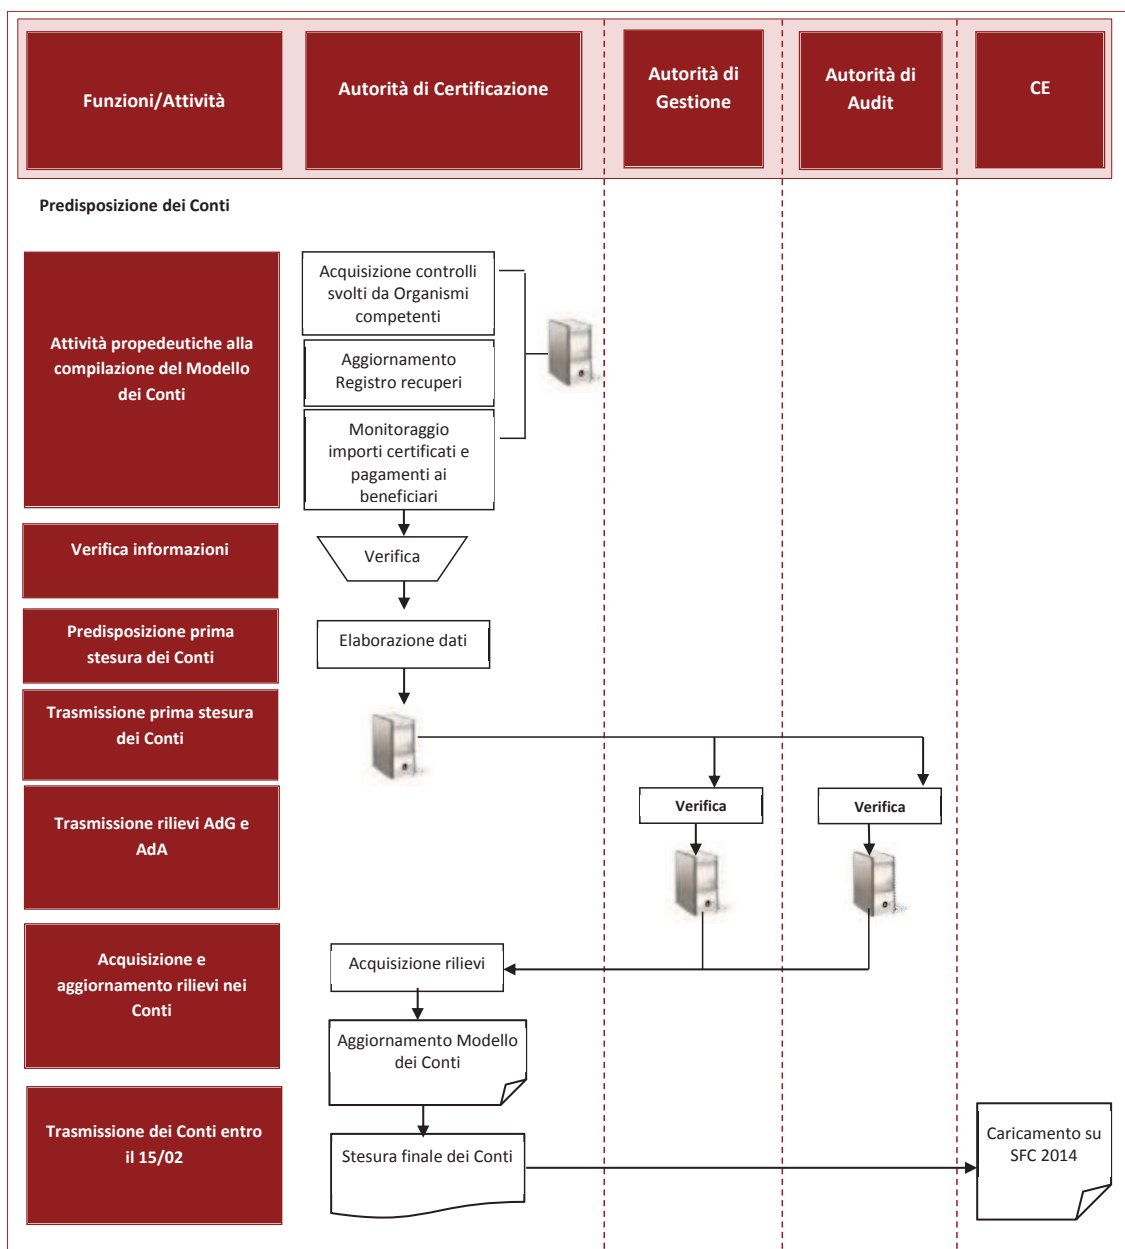 Funzioni/Attività
Autorità di Certificazione
Autorità di
Gestione
Autorità di
Audit
CE
Predisposizione dei Conti
Attività propedeutiche alla
compilazione del Modello
dei Conti
Acquisizione controlli
svolti da Organismi
competenti
Aggiornamento
Registro recuperi
Monitoraggio
importi certificati e
pagamenti ai
beneficiari
Verifica informazioni
Verifica
Predisposizione prima
stesura dei Conti
Elaborazione dati
Trasmissione prima stesura
dei Conti
Trasmissione rilievi AdG e
AdA
Verifica
Verifica
Acquisizione e
aggiornamento rilievi nei
Conti
Acquisizione rilievi
Aggiornamento Modello
dei Conti
Trasmissione dei Conti entro
il 15/02
Stesura finale dei Conti
Caricamento su
SFC 2014